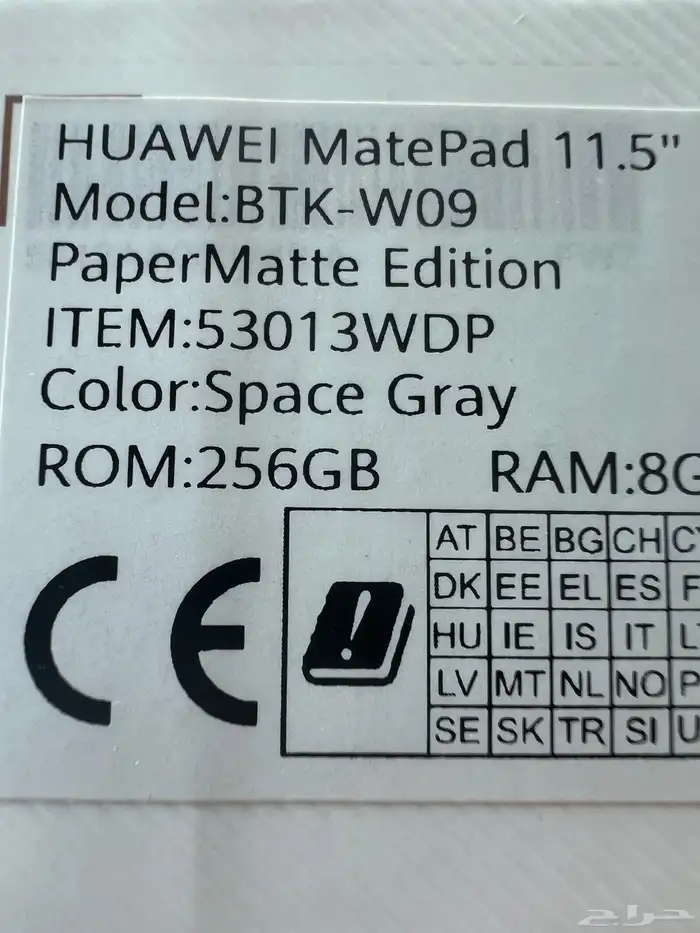 HUAWEI MatePad 11.5"
Model:BTK-W09
PaperMatte Edition
ITEM:53013WDP
Color:Space Gray
ROM:256GB RAM:8G
CE
AT BE BG CH C
DK EE EL ES F
HU IE IS IT L
LV MT NL NO P
SE SK TR SI U
حراج